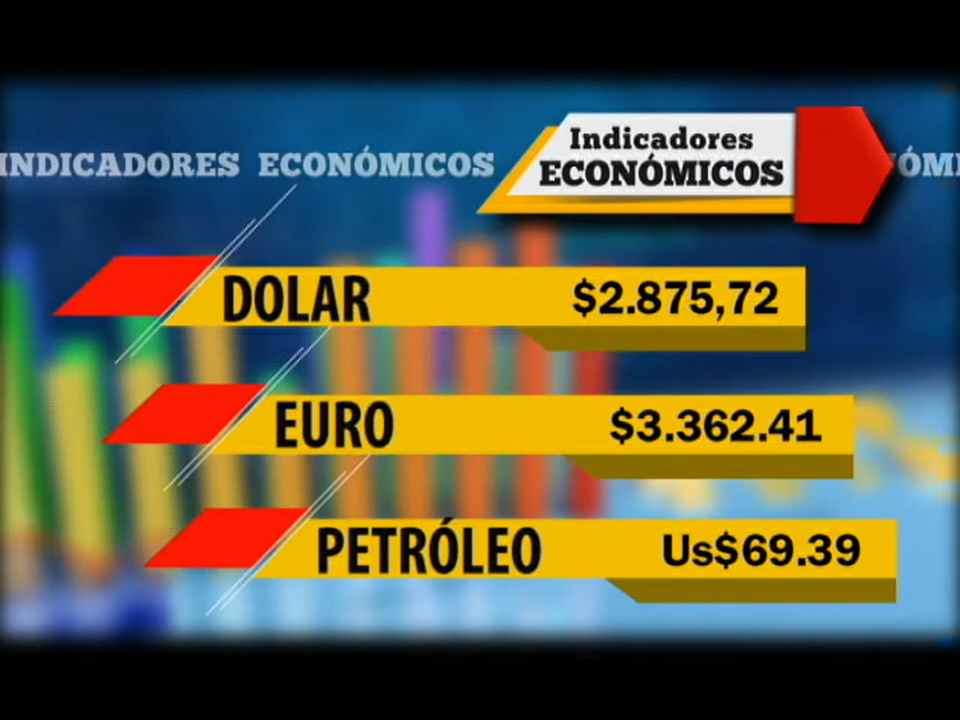 INDICADORES ECONÓMICOS
Indicadores
ECONÓMICOS
DOLAR $2.875,72
EURO $3.362.41
PETRÓLEO Us$69.39